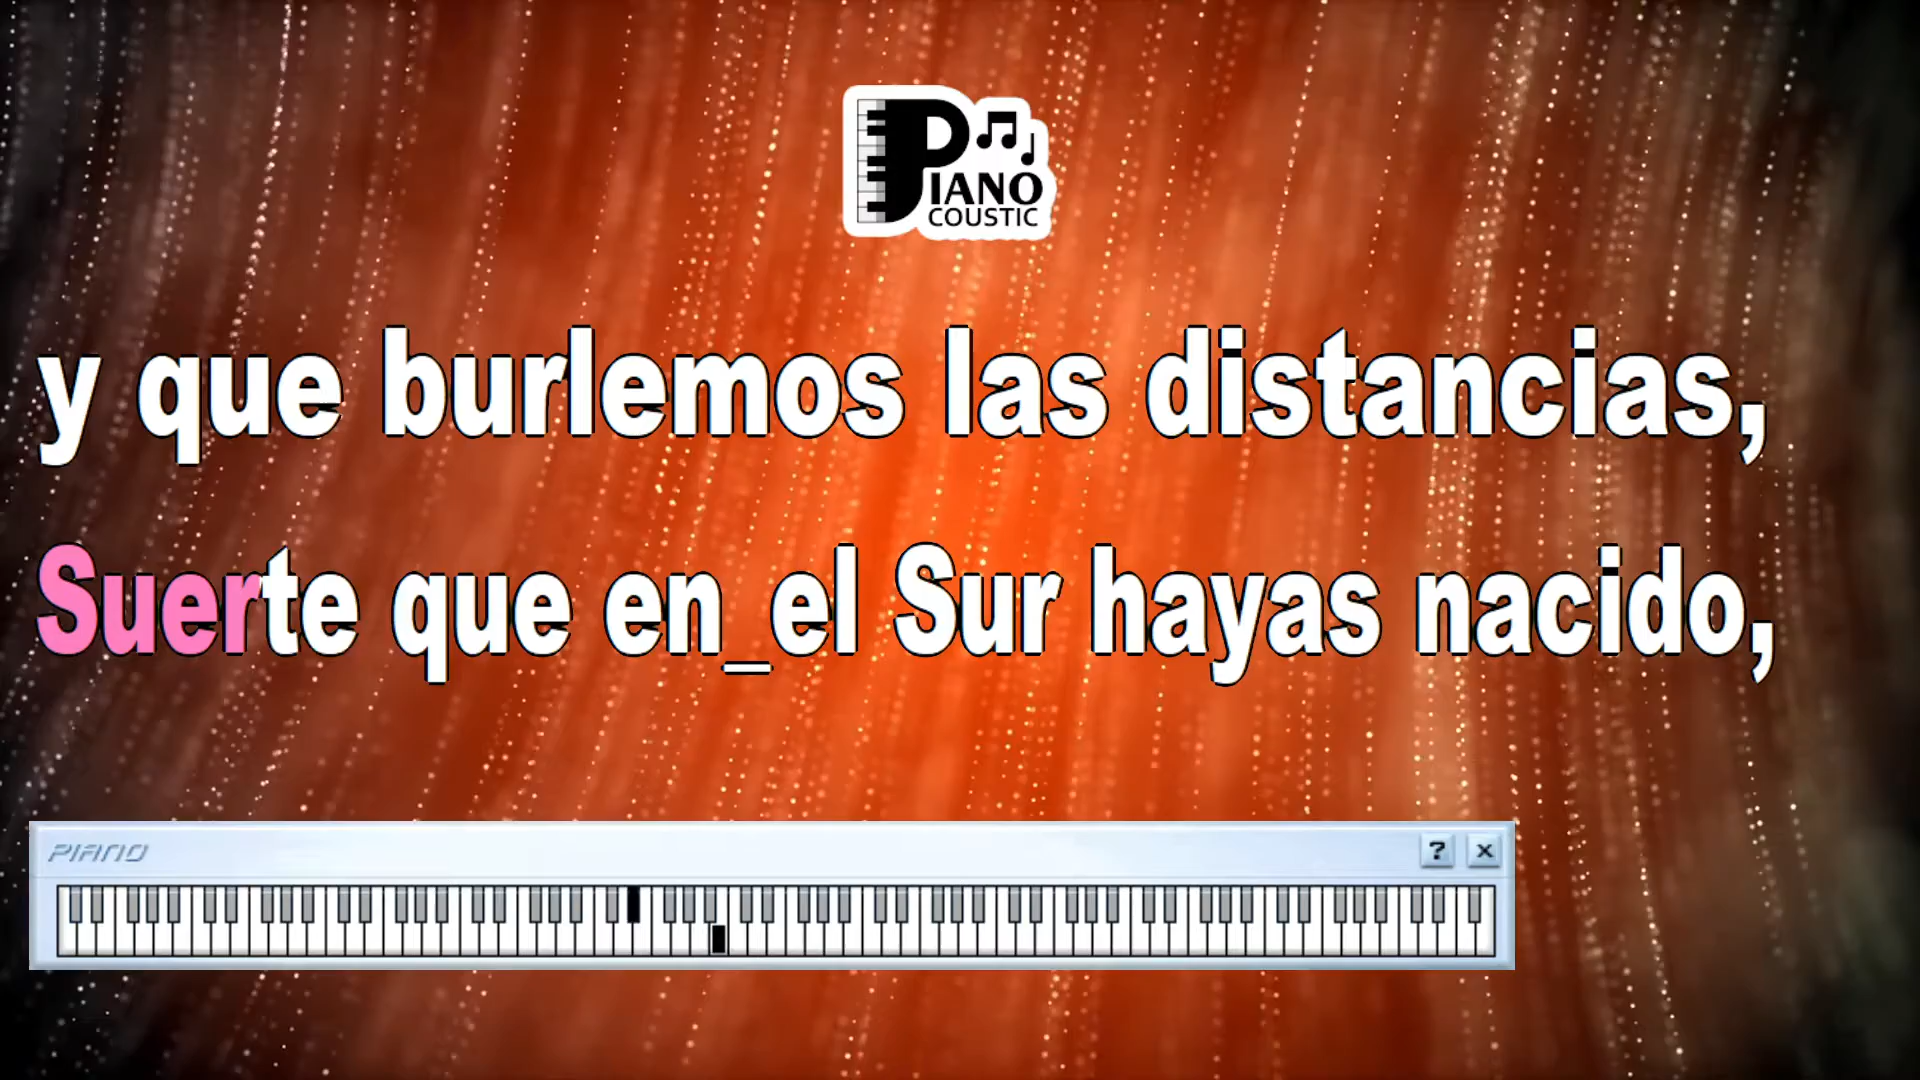 PIANO
COUSTIC
y que burlemos las distancias,
Suerte que en_el Sur hayas nacido,
PIANO
? x